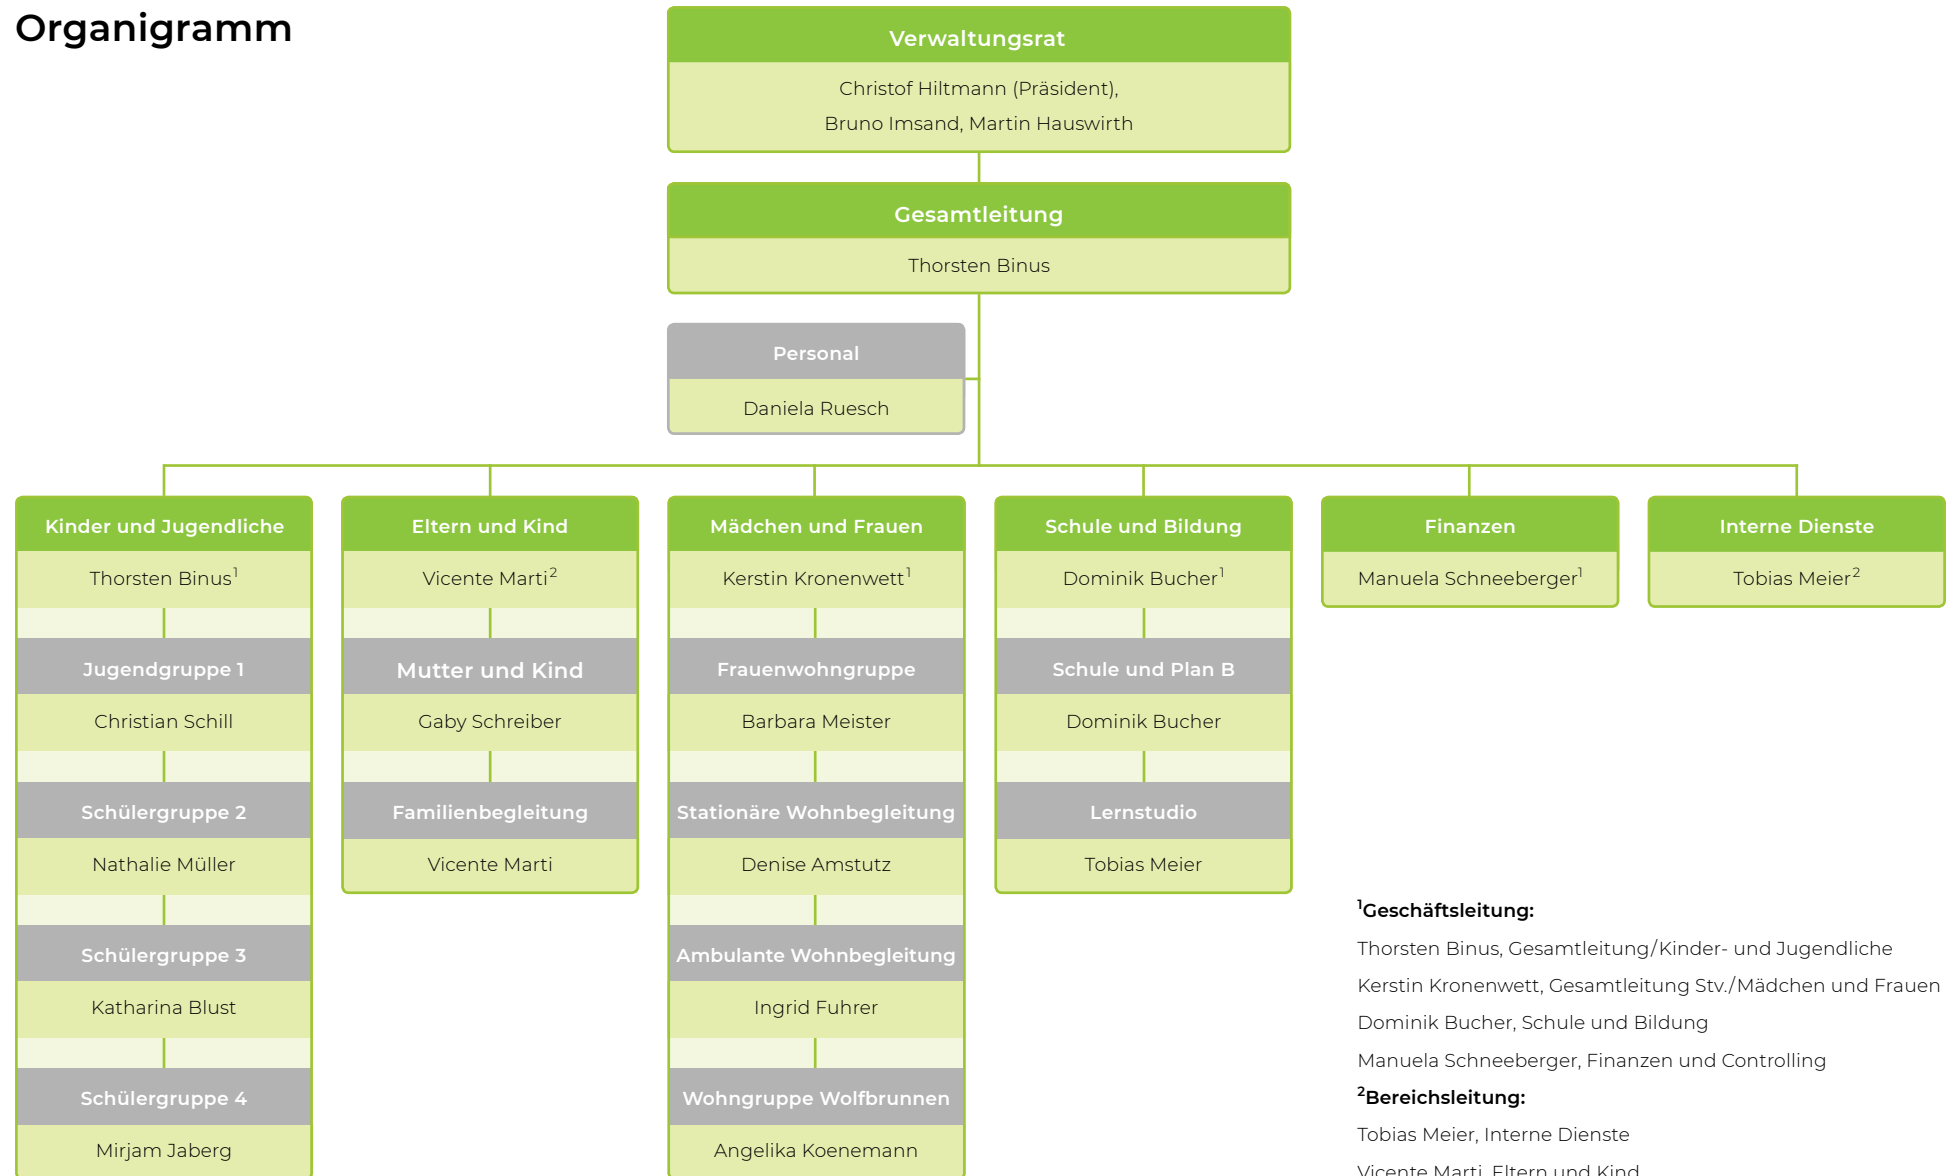 Organigramm
Verwaltungsrat
Christof Hiltmann (Präsident),
Bruno Imsand, Martin Hauswirth
Gesamtleitung
Thorsten Binus
Personal
Daniela Ruesch
Kinder und Jugendliche
Thorsten Binus¹
Jugendgruppe 1
Christian Schill
Schülergruppe 2
Nathalie Müller
Schülergruppe 3
Katharina Blust
Schülergruppe 4
Mirjam Jaberg
Eltern und Kind
Vicente Marti²
Mutter und Kind
Gaby Schreiber
Familienbegleitung
Vicente Marti
Mädchen und Frauen
Kerstin Kronenwett¹
Frauenwohngruppe
Barbara Meister
Stationäre Wohnbegleitung
Denise Amstutz
Ambulante Wohnbegleitung
Ingrid Fuhrer
Wohngruppe Wolfbrunnen
Angelika Koenemann
Schule und Bildung
Dominik Bucher¹
Schule und Plan B
Dominik Bucher
Lernstudio
Tobias Meier
Finanzen
Manuela Schneeberger¹
Interne Dienste
Tobias Meier²
¹Geschäftsleitung:
Thorsten Binus, Gesamtleitung/Kinder- und Jugendliche
Kerstin Kronenwett, Gesamtleitung Stv./Mädchen und Frauen
Dominik Bucher, Schule und Bildung
Manuela Schneeberger, Finanzen und Controlling
²Bereichsleitung:
Tobias Meier, Interne Dienste
Vicente Marti, Eltern und Kind